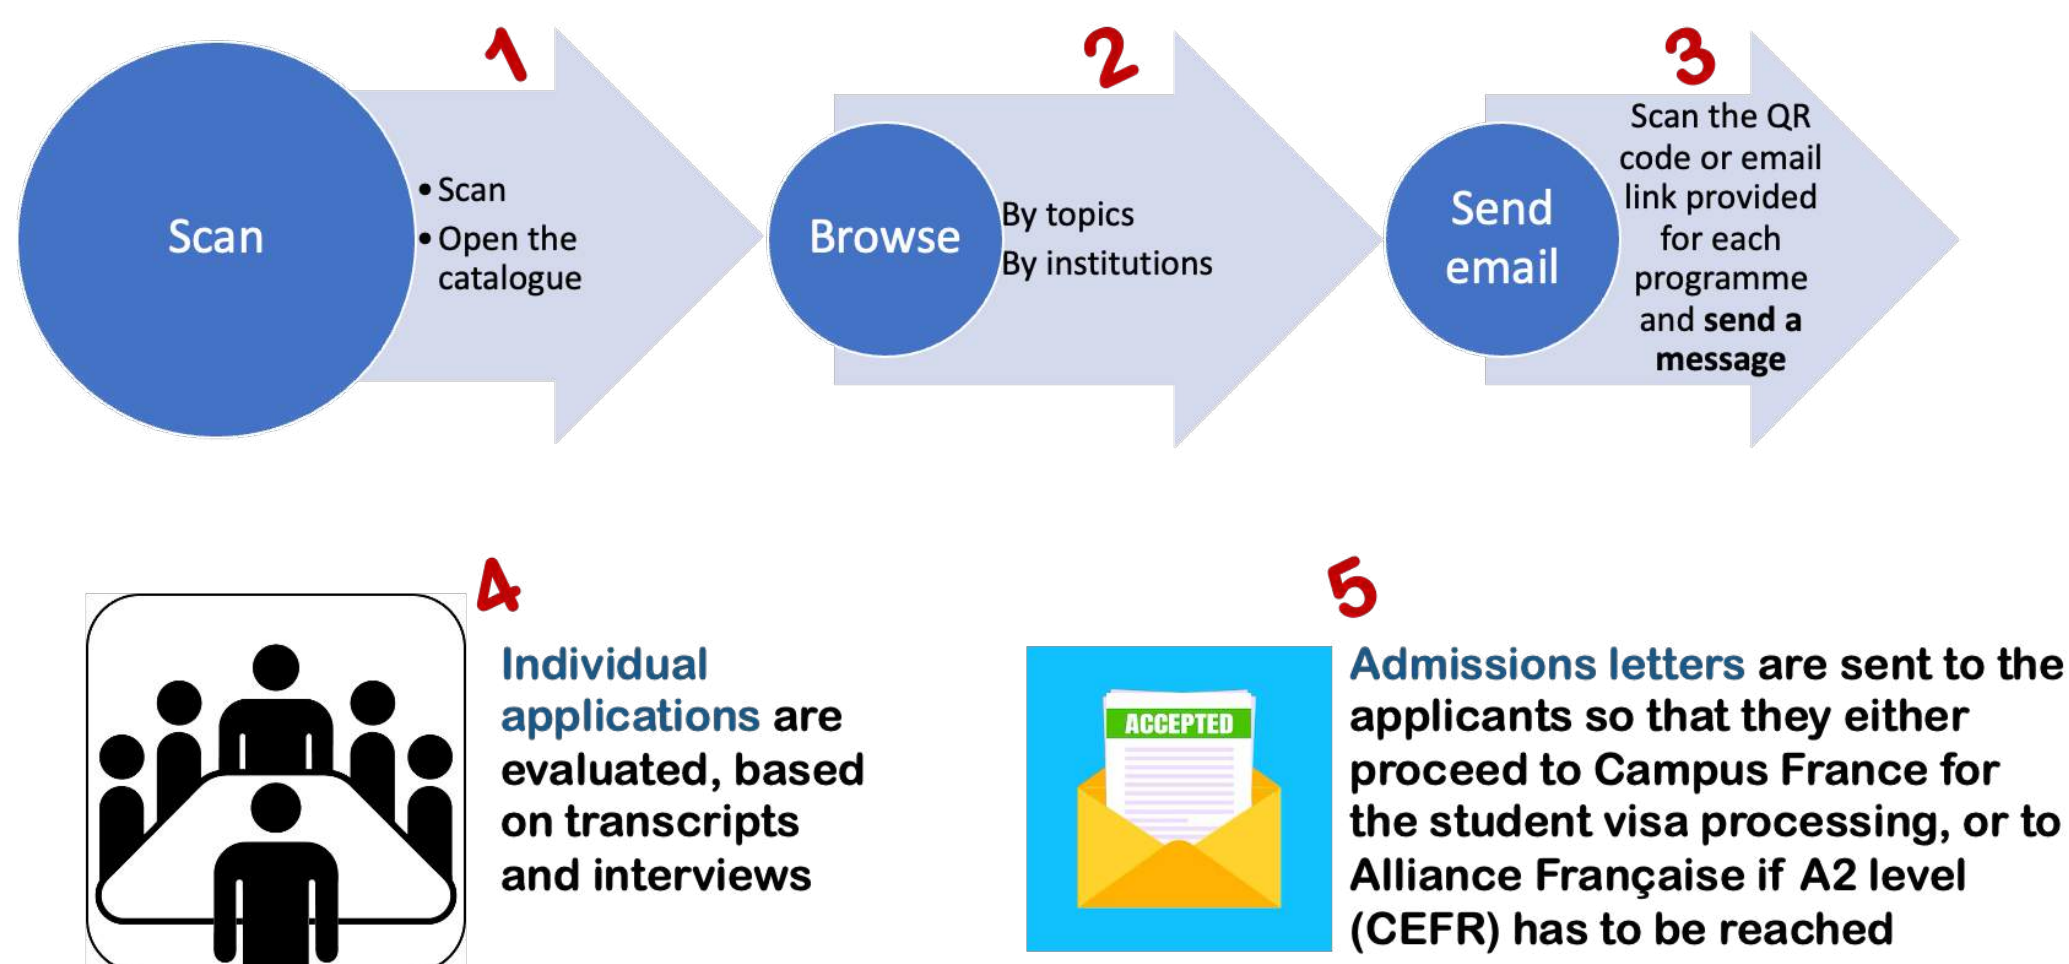 1
Scan
• Scan
• Open the
catalogue
2
Browse
By topics
By institutions
3
Send
email
Scan the QR
code or email
link provided
for each
programme
and send a
message
4
Individual
applications are
evaluated, based
on transcripts
and interviews
5
ACCEPTED
Admissions letters are sent to the
applicants so that they either
proceed to Campus France for
the student visa processing, or to
Alliance Française if A2 level
(CEFR) has to be reached